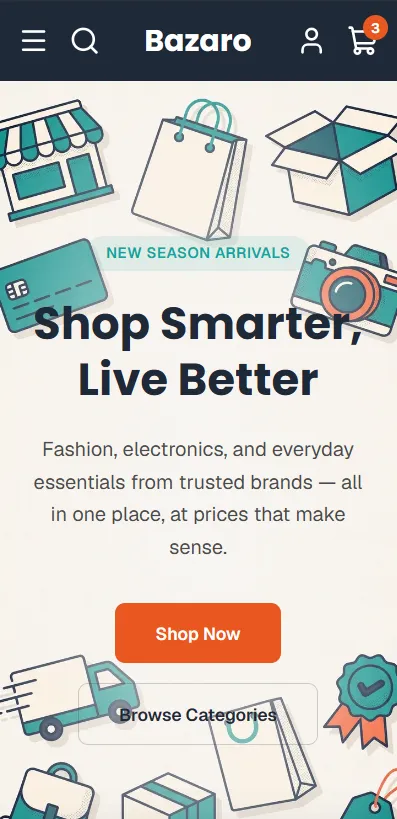 Bazaro
3
NEW SEASON ARRIVALS
Shop Smarter,
Live Better
Fashion, electronics, and everyday
essentials from trusted brands — all
in one place, at prices that make
sense.
Shop Now
Browse Categories